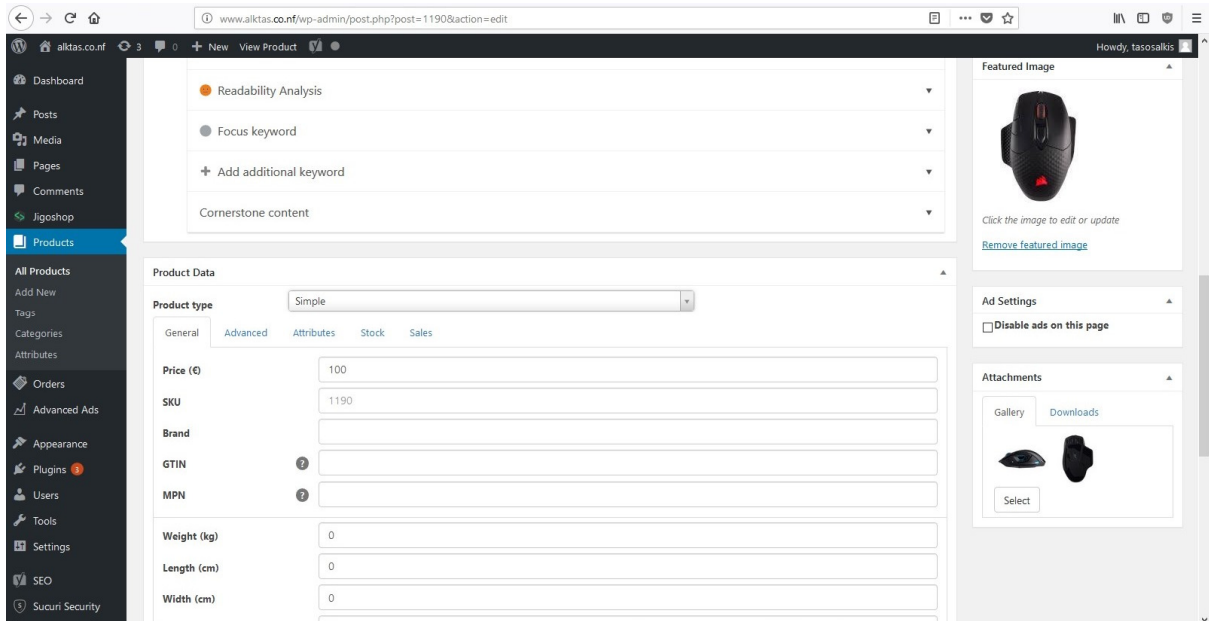 www.alktas.co.nf/wp-admin/post.php?post=1190&action=edit
alktas.co.nf 3 0 New View Product Howdy, tasosalkis
Dashboard
Posts
Media
Pages
Comments
Jigoshop
Products
All Products
Add New
Tags
Categories
Attributes
Orders
Advanced Ads
Appearance
Plugins 3
Users
Tools
Settings
SEO
Sucuri Security
Readability Analysis
Focus keyword
Add additional keyword
Cornerstone content
Product Data
Product type Simple
General Advanced Attributes Stock Sales
Price (€) 100
SKU 1190
Brand
GTIN ?
MPN ?
Weight (kg) 0
Length (cm) 0
Width (cm) 0
Featured Image
Click the image to edit or update
Remove featured image
Ad Settings
Disable ads on this page
Attachments
Gallery Downloads
Select